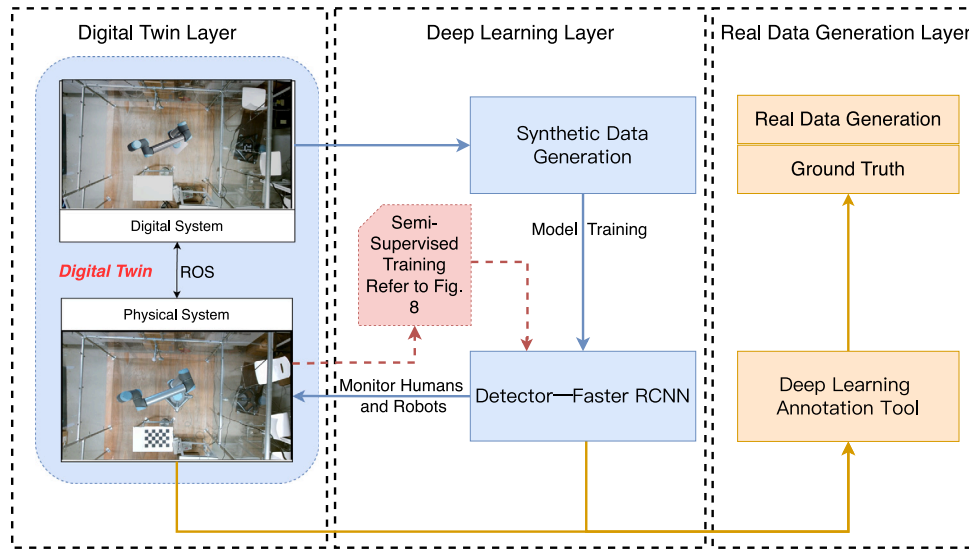 Digital Twin Layer
Deep Learning Layer
Real Data Generation Layer
Digital System
Digital Twin
ROS
Physical System
Synthetic Data
Generation
Model Training
Semi-
Supervised
Training
Refer to Fig.
8
Monitor Humans
and Robots
Detector—Faster RCNN
Real Data Generation
Ground Truth
Deep Learning
Annotation Tool